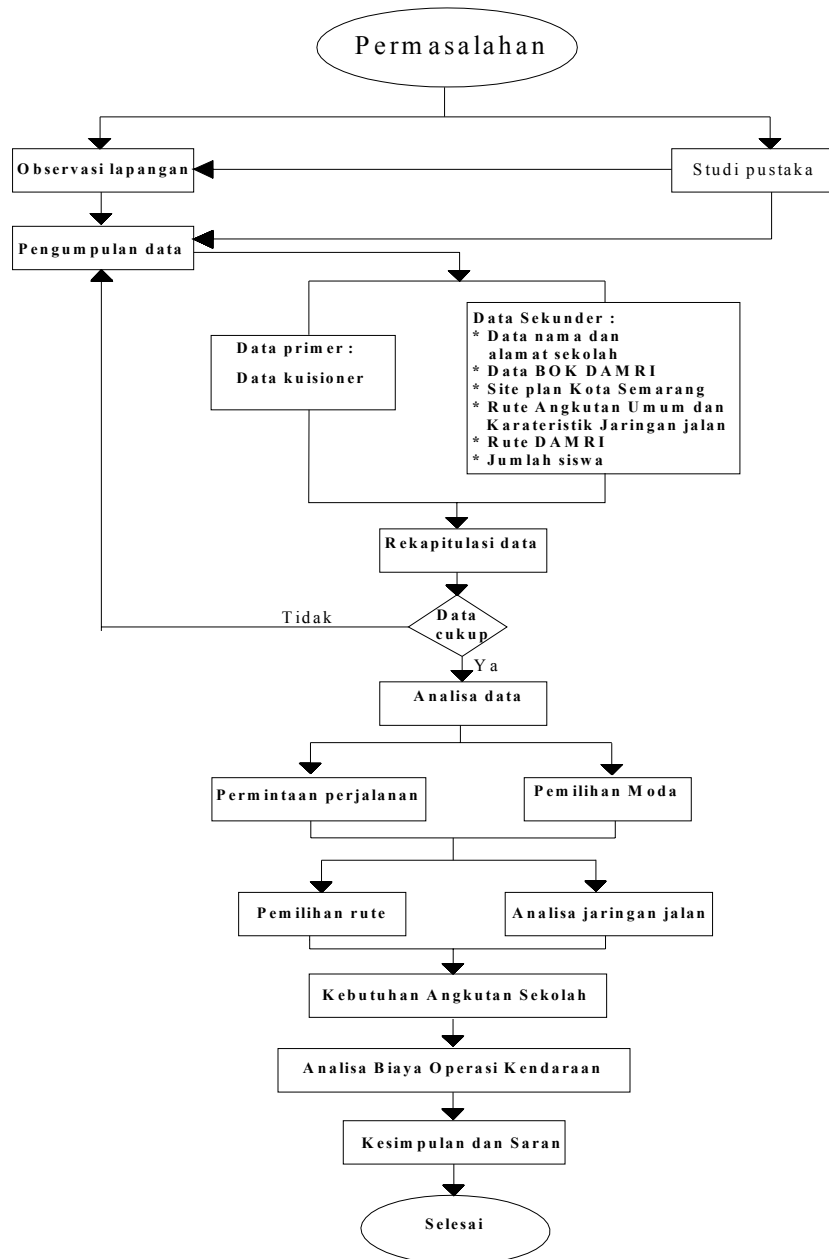 Permasalahan
Observasi lapangan
Studi pustaka
Pengumpulan data
Data primer :
Data kuisioner
Data Sekunder :
* Data nama dan
alamat sekolah
* Data BOK DAMRI
* Site plan Kota Semarang
* Rute Angkutan Umum dan
Karateristik Jaringan jalan
* Rute DAMRI
* Jumlah siswa
Rekapitulasi data
Data
cukup
Tidak
Ya
Analisa data
Permintaan perjalanan
Pemilihan Moda
Pemilihan rute
Analisa jaringan jalan
Kebutuhan Angkutan Sekolah
Analisa Biaya Operasi Kendaraan
Kesimpulan dan Saran
Selesai